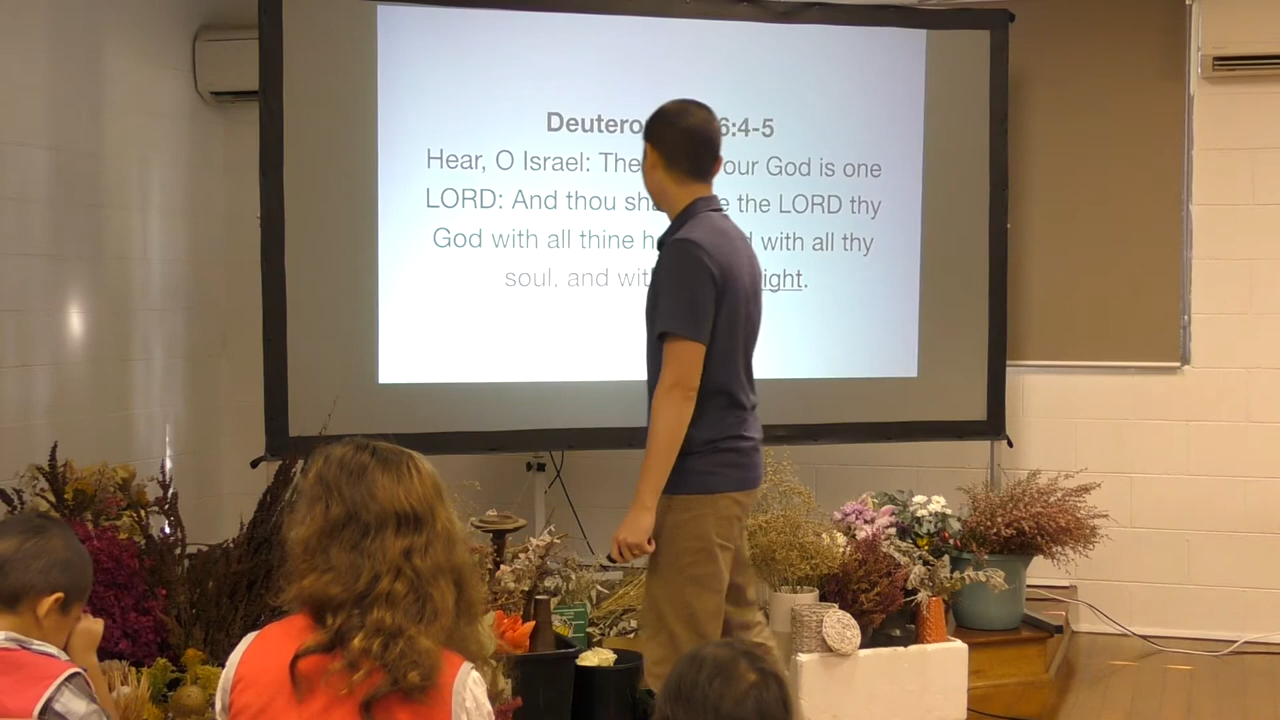 Deutero 6:4-5
Hear, O Israel: The our God is one
LORD: And thou sha the LORD thy
God with all thine h with all thy
soul, and wit ight.